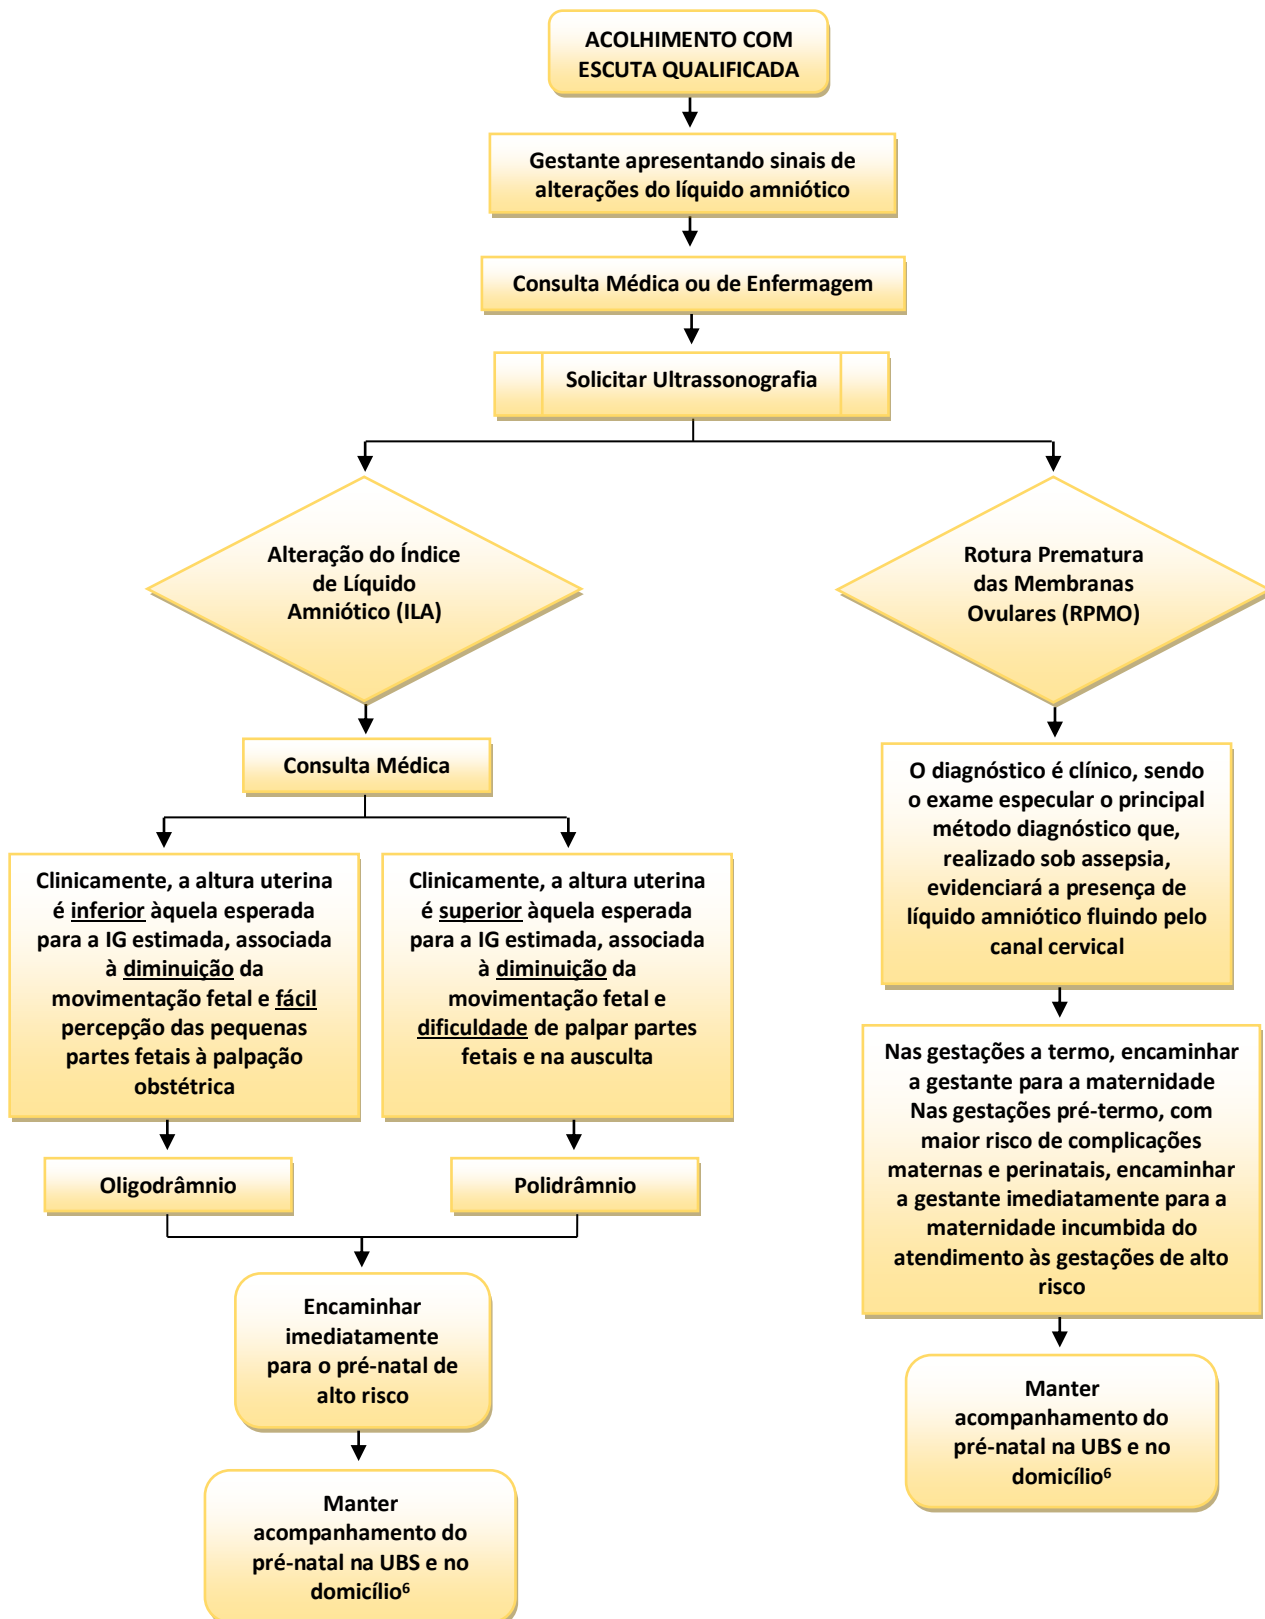 ACOLHIMENTO COM
ESCUTA QUALIFICADA
Gestante apresentando sinais de
alterações do líquido amniótico
Consulta Médica ou de Enfermagem
Solicitar Ultrassonografia
Alteração do Índice
de Líquido
Amniótico (ILA)
Rotura Prematura
das Membranas
Ovulares (RPMO)
Consulta Médica
Clinicamente, a altura uterina
é inferior àquela esperada
para a IG estimada, associada
à diminuição da
movimentação fetal e fácil
percepção das pequenas
partes fetais à palpação
obstétrica
Clinicamente, a altura uterina
é superior àquela esperada
para a IG estimada, associada
à diminuição da
movimentação fetal e
dificuldade de palpar partes
fetais e na ausculta
O diagnóstico é clínico, sendo
o exame especular o principal
método diagnóstico que,
realizado sob assepsia,
evidenciará a presença de
líquido amniótico fluindo pelo
canal cervical
Nas gestações a termo, encaminhar
a gestante para a maternidade
Nas gestações pré-termo, com
maior risco de complicações
maternas e perinatais, encaminhar
a gestante imediatamente para a
maternidade incumbida do
atendimento às gestações de alto
risco
Oligodrâmnio
Polidrâmnio
Encaminhar
imediatamente
para o pré-natal de
alto risco
Manter
acompanhamento do
pré-natal na UBS e no
domicílio⁶
Manter
acompanhamento do
pré-natal na UBS e no
domicílio⁶